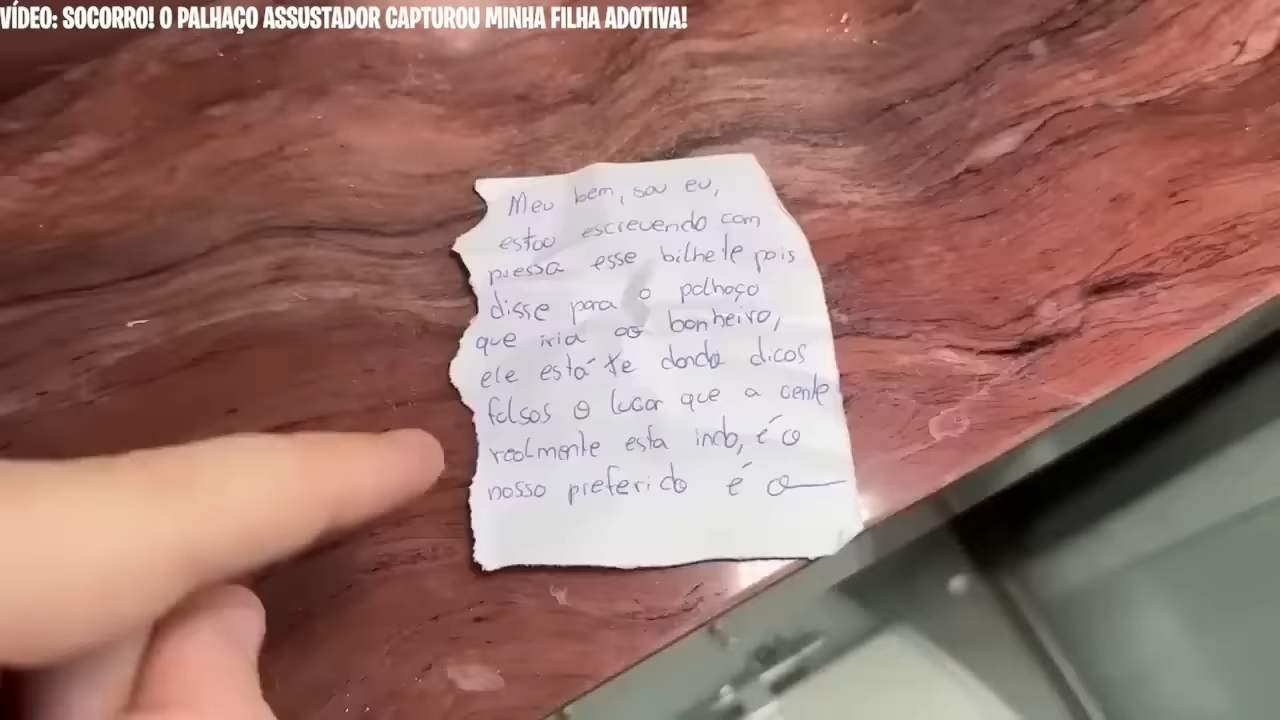 VÍDEO: SOCORRO! O PALHAÇO ASSUSTADOR CAPTUROU MINHA FILHA ADOTIVA!
Meu bem, sou eu,
estou escrevendo com
pressa esse bilhete pois
disse para o palhaço
que iria ao banheiro,
ele está te dando dicas
falsas o lugar que a gente
realmente esta indo, é o
nosso preferido é o